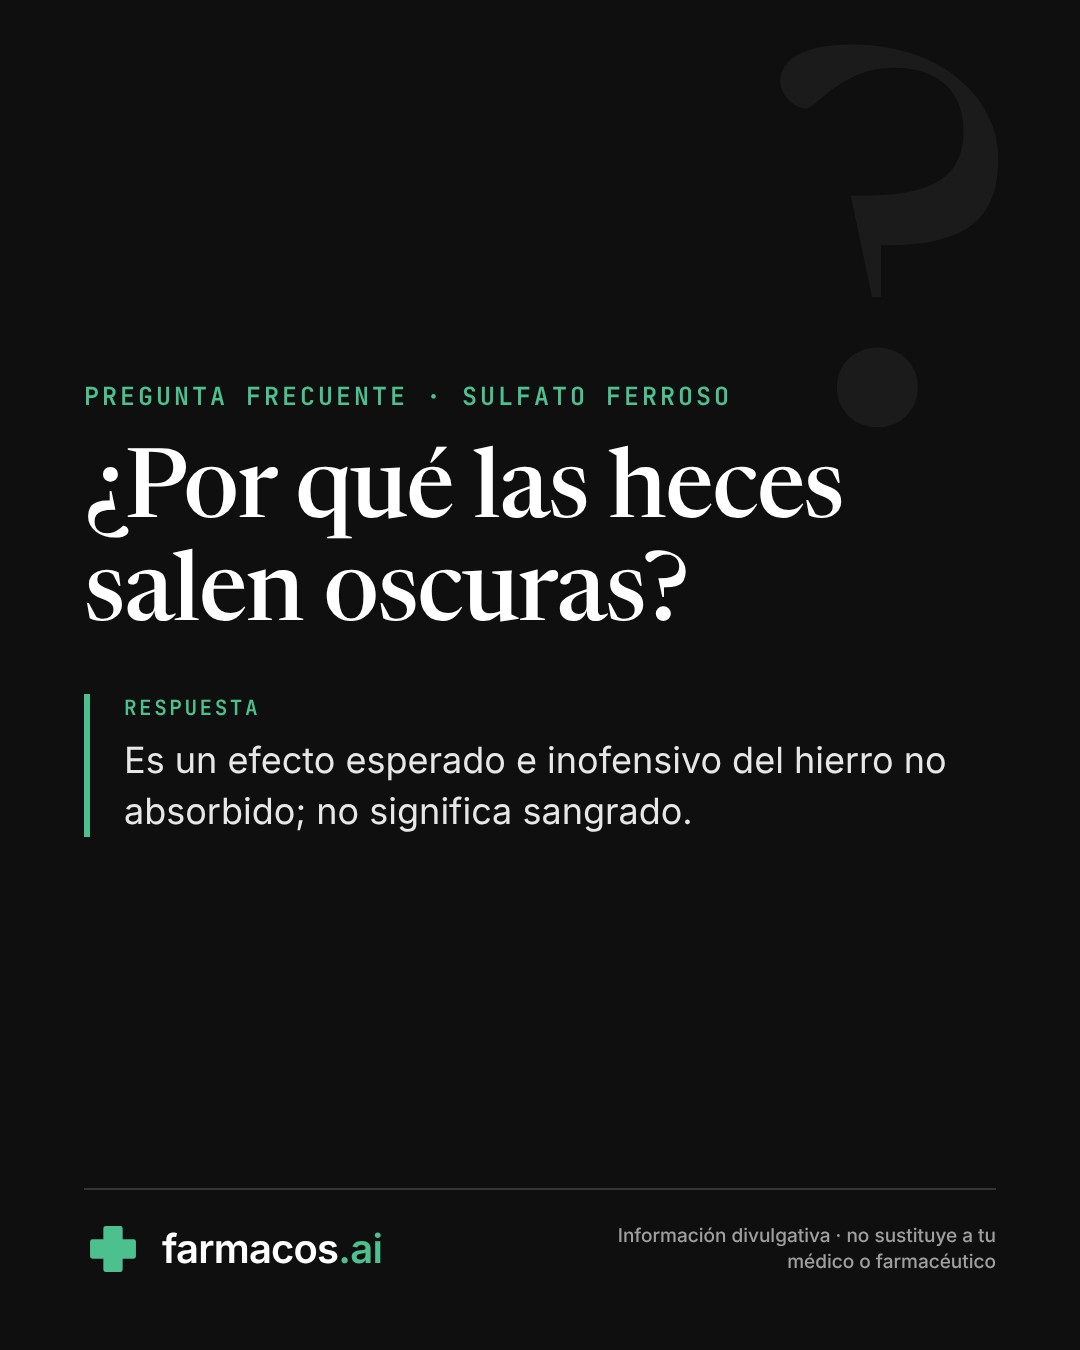 PREGUNTA FRECUENTE · SULFATO FERROSO
¿Por qué las heces
salen oscuras?
RESPUESTA
Es un efecto esperado e inofensivo del hierro no
absorbido; no significa sangrado.
farmacos.ai
Información divulgativa · no sustituye a tu
médico o farmacéutico